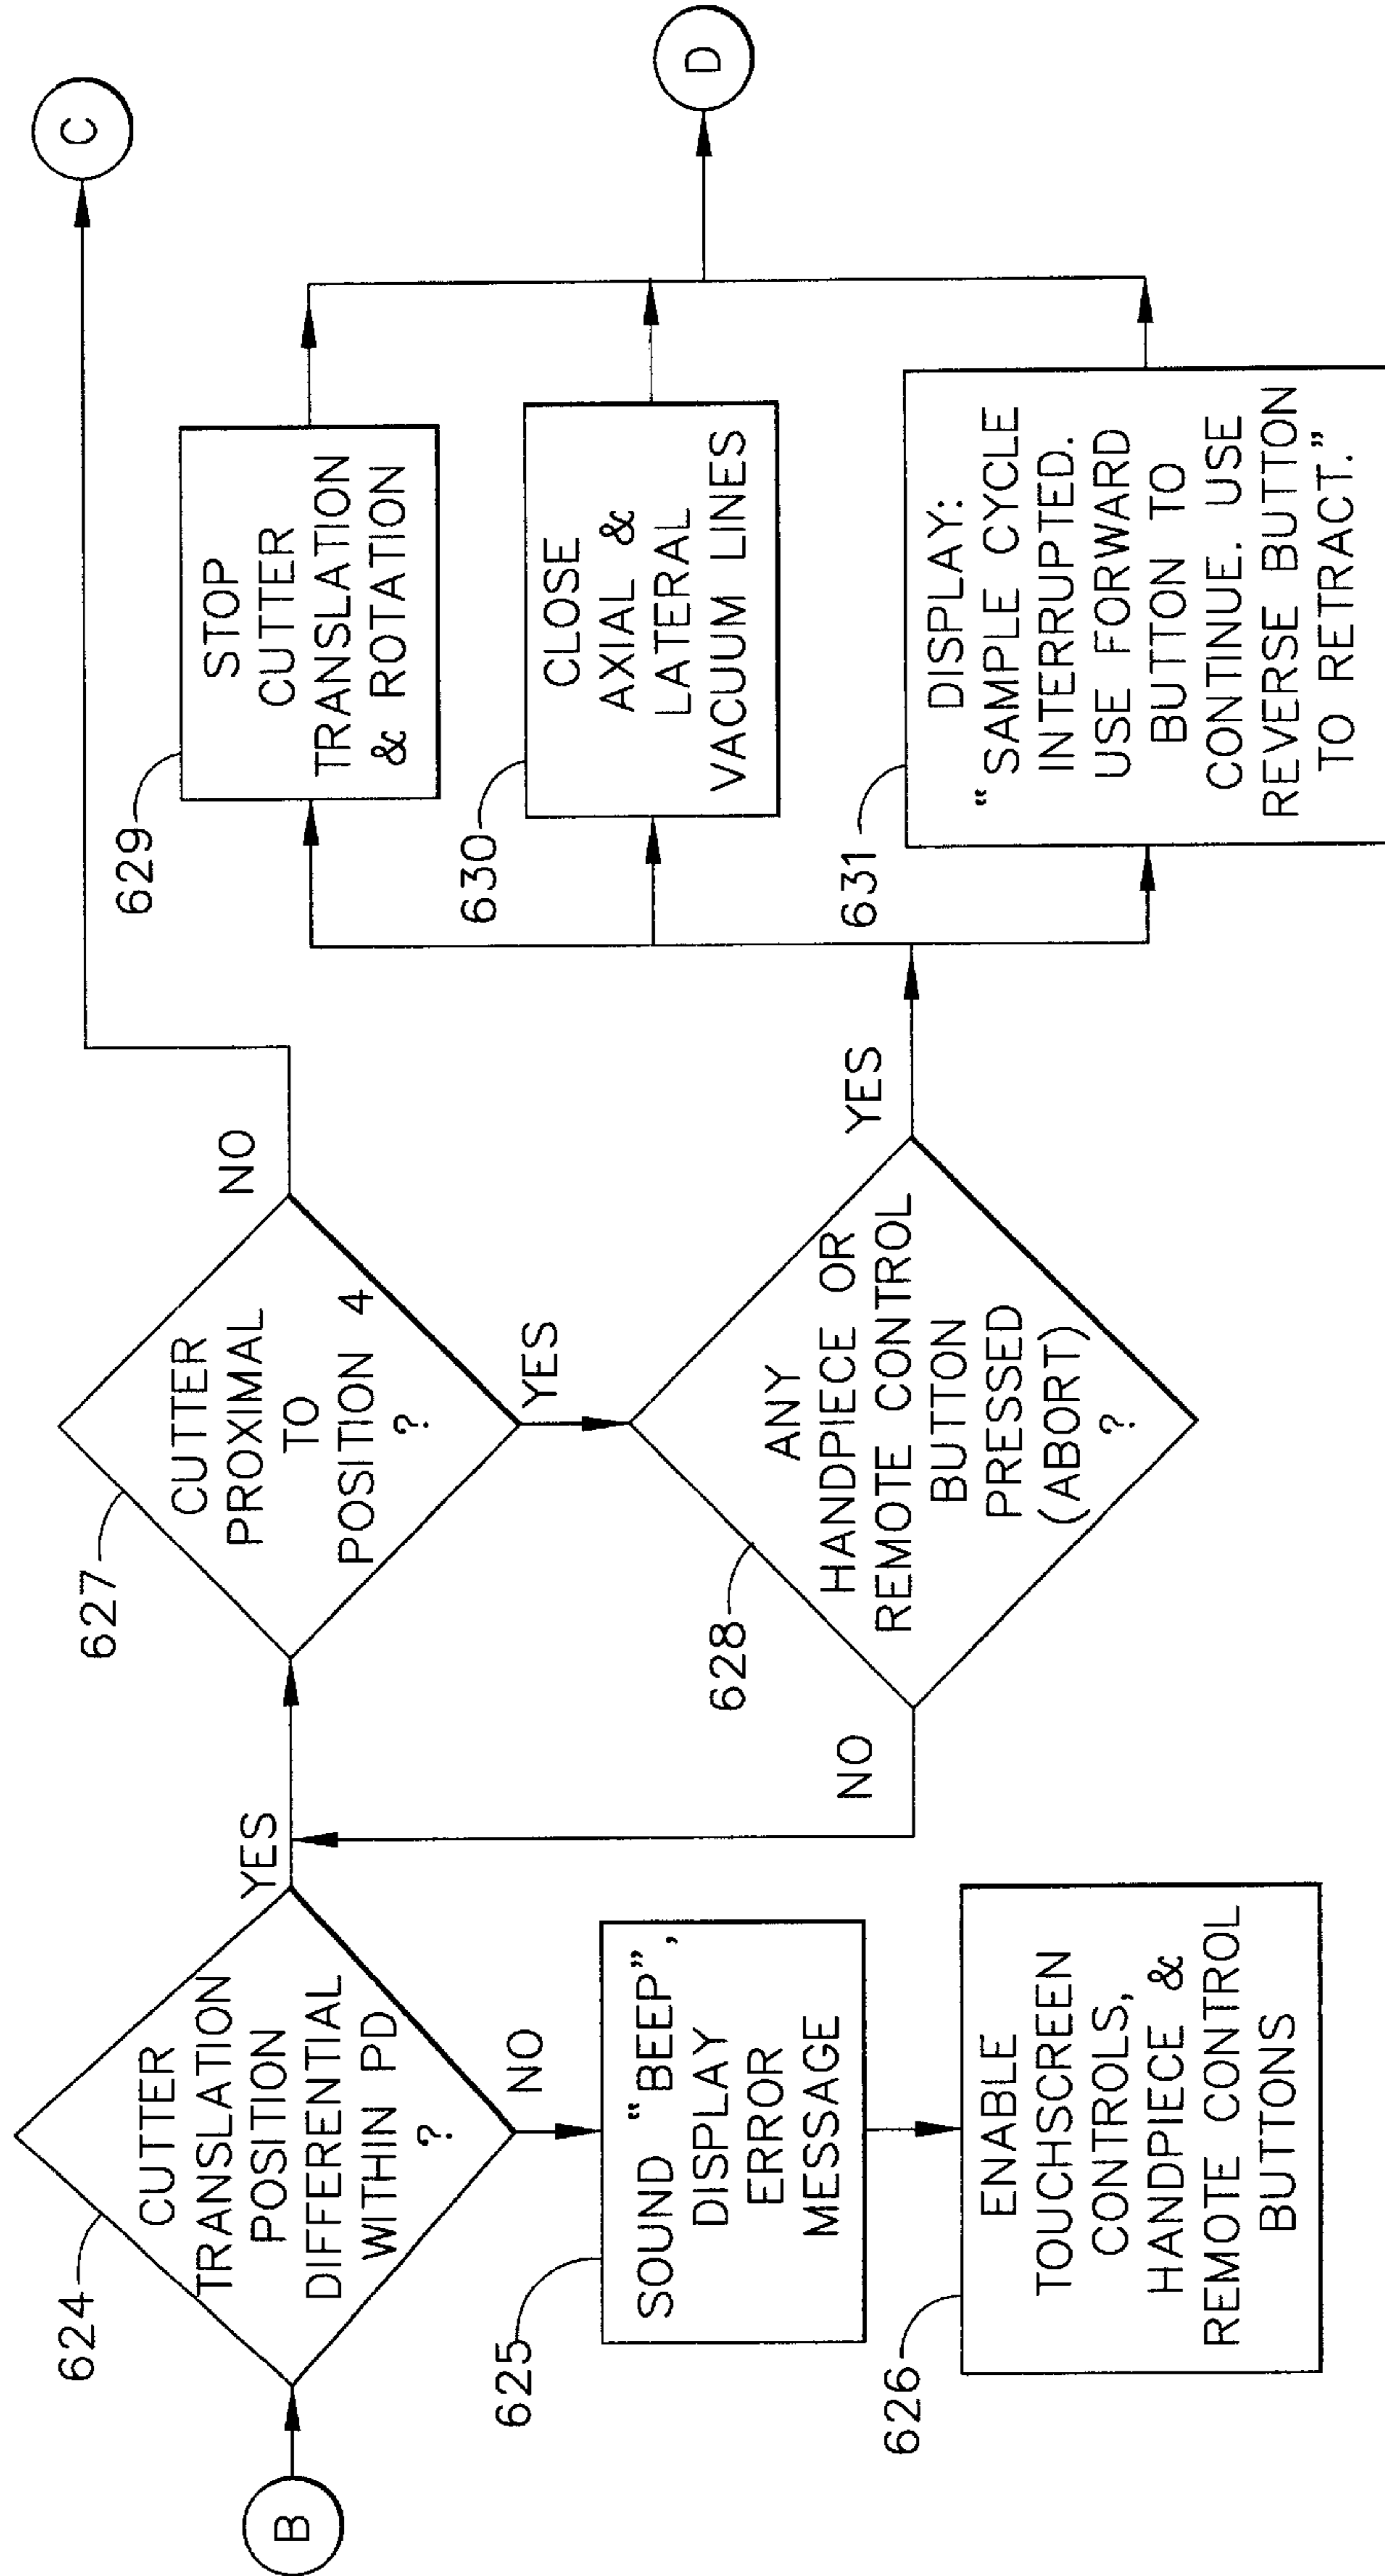 B
624
CUTTER
TRANSLATION
POSITION
DIFFERENTIAL
WITHIN PD
?
YES
NO
625
SOUND "BEEP",
DISPLAY
ERROR
MESSAGE
626
ENABLE
TOUCHSCREEN
CONTROLS,
HANDPIECE &
REMOTE CONTROL
BUTTONS
627
CUTTER
PROXIMAL
TO
POSITION 4
?
NO
YES
C
628
ANY
HANDPIECE OR
REMOTE CONTROL
BUTTON
PRESSED
(ABORT)
?
NO
YES
629
STOP
CUTTER
TRANSLATION
& ROTATION
630
CLOSE
AXIAL &
LATERAL
VACUUM LINES
631
DISPLAY:
"SAMPLE CYCLE
INTERRUPTED.
USE FORWARD
BUTTON TO
CONTINUE. USE
REVERSE BUTTON
TO RETRACT."
D